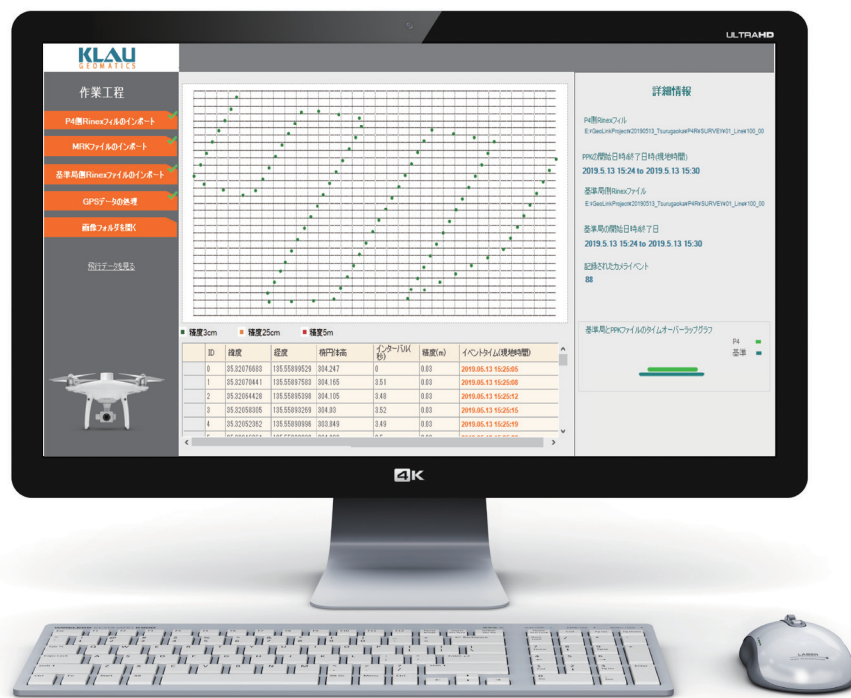 ULTRAHD
KLAU
GEOMATICS
作業工程
P4側Rinexフィルのインポート
MRKファイルのインポート
基準局側Rinexファイルのインポート
GPSデータの処理
画像フォルダを開く
飛行データを見る
精度3cm 精度25cm 精度5m
ID 緯度 経度 楕円体高 インターバル(秒) 精度(m) イベントタイム(現地時間)
0 35.32076683 135.55899529 304.247 0 0.03 2019.05.13 15:25:05
1 35.32070441 135.55897583 304.165 3.51 0.03 2019.05.13 15:25:08
2 35.32064420 135.55895398 304.105 3.48 0.03 2019.05.13 15:25:12
3 35.32058305 135.55893269 304.03 3.52 0.03 2019.05.13 15:25:15
4 35.32052362 135.55890996 303.949 3.49 0.03 2019.05.13 15:25:19
詳細情報
P4側Rinexフィル
E:¥GeoLinkProject¥20190513_Tsurugaoka¥P4R¥SURVEY¥01_Line¥100_00
PPKの開始日時/終了日時(現地時間)
2019.5.13 15:24 to 2019.5.13 15:30
基準局側Rinexファイル
E:¥GeoLinkProject¥20190513_Tsurugaoka¥P4R¥SURVEY¥01_Line¥100_00
基準局の開始日時/終了日
2019.5.13 15:24 to 2019.5.13 15:30
記録されたカメライベント
88
基準局とPPKファイルのタイムオーバーラップグラフ
P4
基準
4K